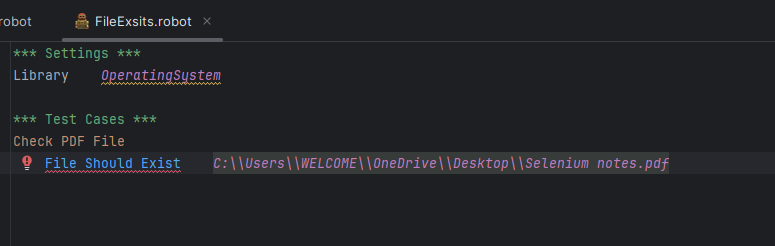 robot FileExsits.robot ×
*** Settings ***
Library OperatingSystem
*** Test Cases ***
Check PDF File
File Should Exist C:\\Users\\WELCOME\\OneDrive\\Desktop\\Selenium notes.pdf